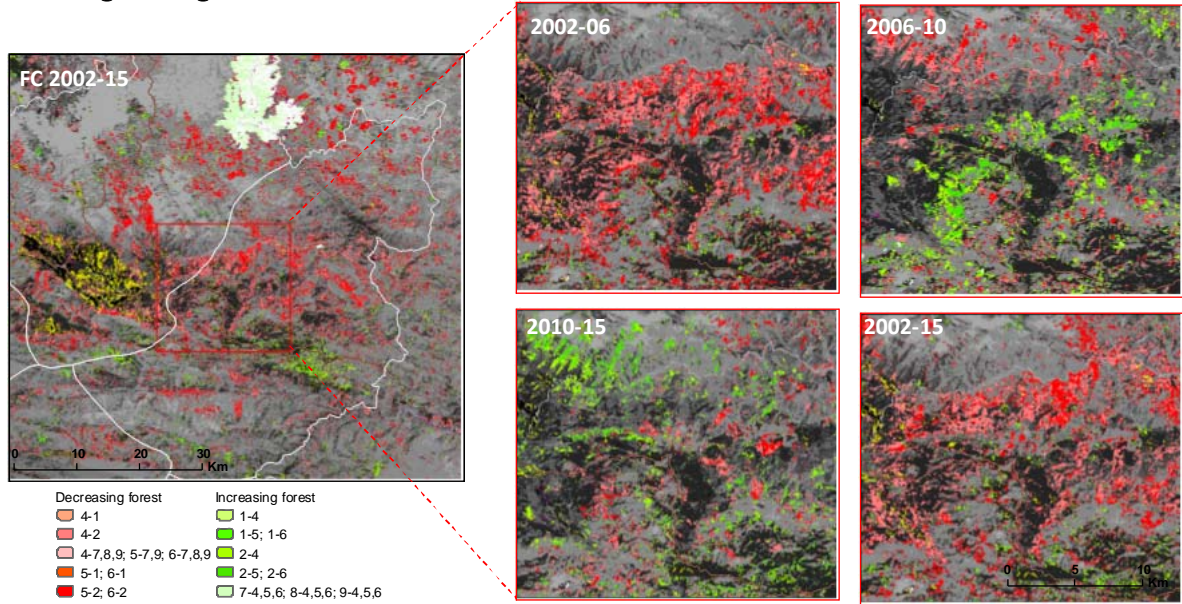 FC 2002-15
2002-06
2006-10
2010-15
2002-15
0 10 20 30
Km
0 5 10
Decreasing forest
4-1
4-2
4-7,8,9; 5-7,9; 6-7,8,9
5-1; 6-1
5-2; 6-2
Increasing forest
1-4
1-5; 1-6
2-4
2-5; 2-6
7-4,5,6; 8-4,5,6; 9-4,5,6